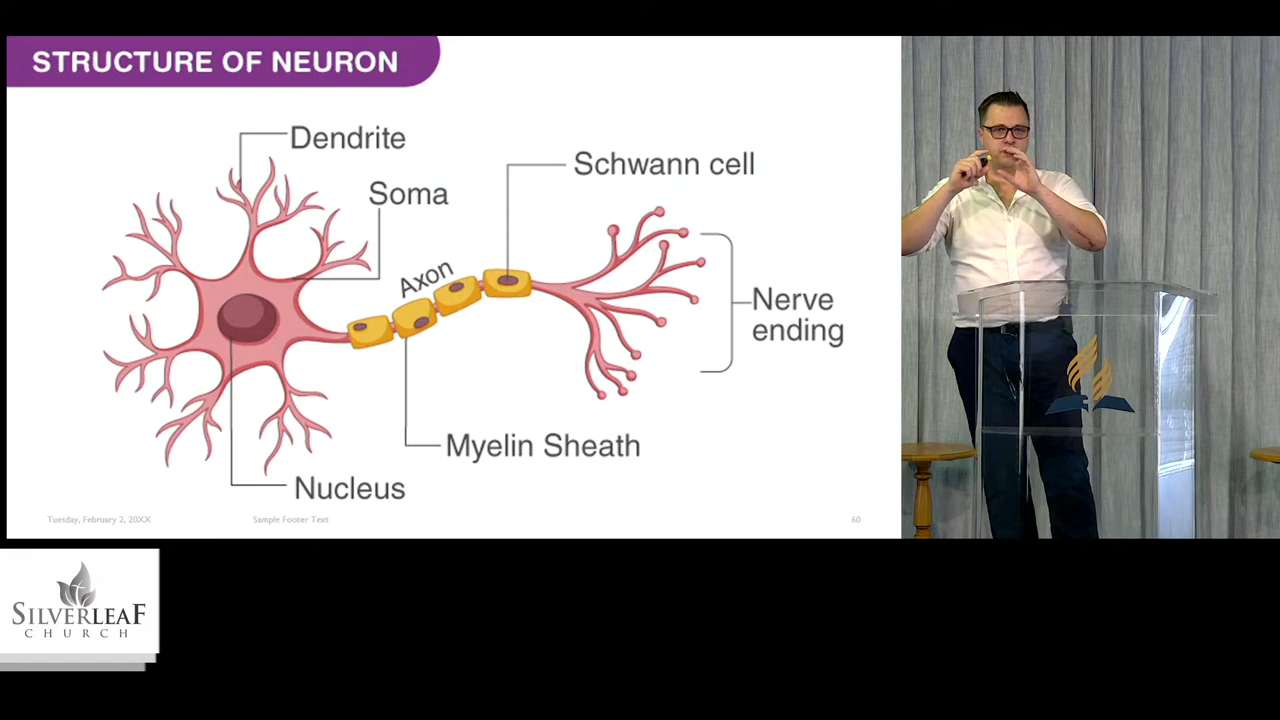 STRUCTURE OF NEURON
Dendrite
Soma
Schwann cell
Axon
Nerve
ending
Myelin Sheath
Nucleus
Tuesday, February 2, 20XX
Sample Footer Text
60
SILVERLEAF
CHURCH